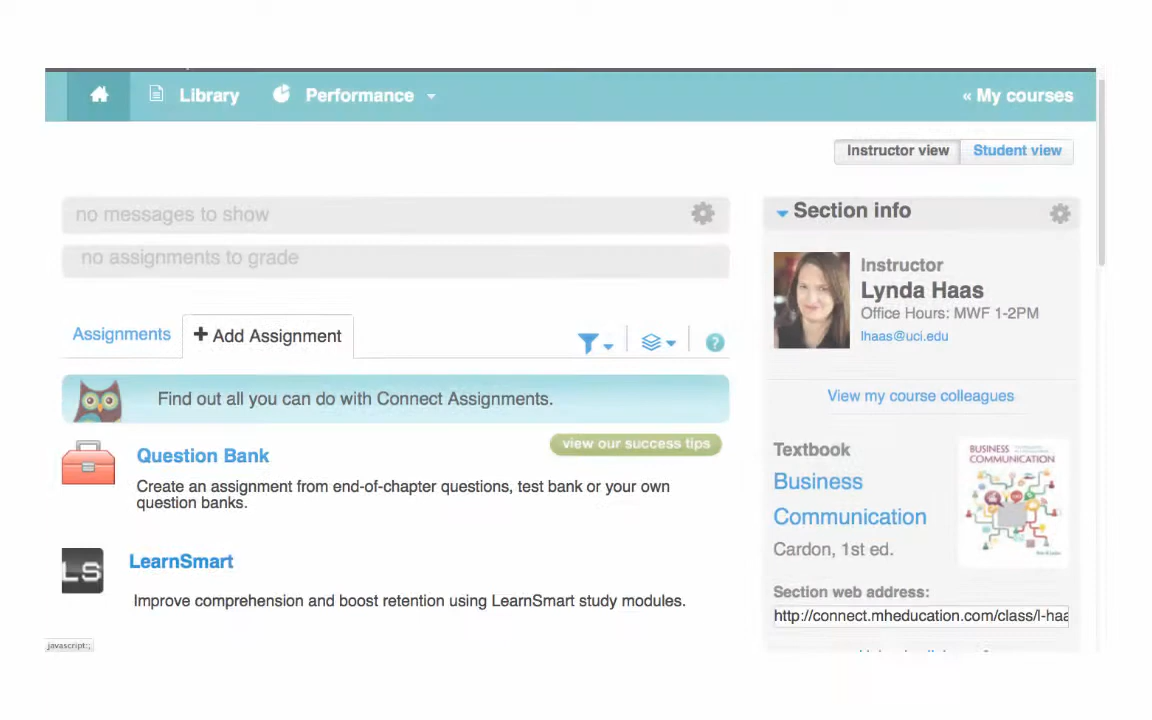 Library
Performance
« My courses
Instructor view
Student view
no messages to show
no assignments to grade
Assignments
+ Add Assignment
?
Find out all you can do with Connect Assignments.
view our success tips
Question Bank
Create an assignment from end-of-chapter questions, test bank or your own
question banks.
LS
LearnSmart
Improve comprehension and boost retention using LearnSmart study modules.
javascript:;
Section info
Instructor
Lynda Haas
Office Hours: MWF 1-2PM
lhaas@uci.edu
View my course colleagues
Textbook
Business
Communication
Cardon, 1st ed.
BUSINESS
COMMUNICATION
Section web address:
http://connect.mheducation.com/class/l-haa